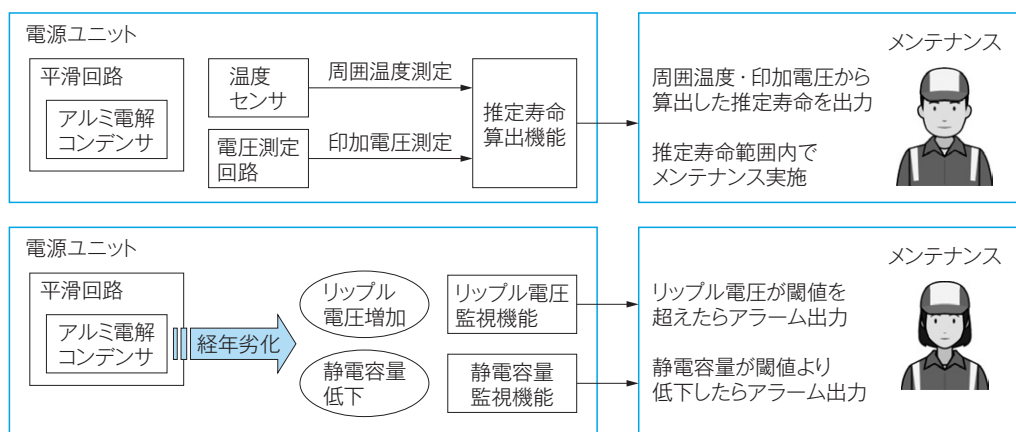 電源ユニット
平滑回路
アルミ電解
コンデンサ
温度
センサ
周囲温度測定
電圧測定
回路
印加電圧測定
推定寿命
算出機能
メンテナンス
周囲温度・印加電圧から
算出した推定寿命を出力
推定寿命範囲内で
メンテナンス実施
電源ユニット
平滑回路
アルミ電解
コンデンサ
経年劣化
リップル
電圧増加
静電容量
低下
リップル電圧
監視機能
静電容量
監視機能
メンテナンス
リップル電圧が閾値を
超えたらアラーム出力
静電容量が閾値より
低下したらアラーム出力